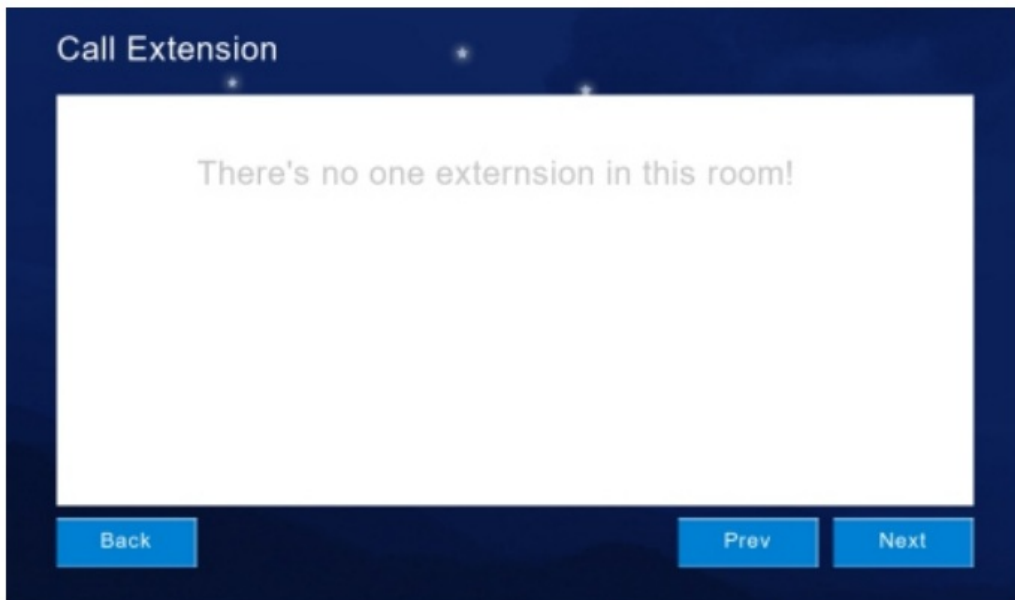 Call Extension
There's no one externsion in this room!
Back
Prev
Next